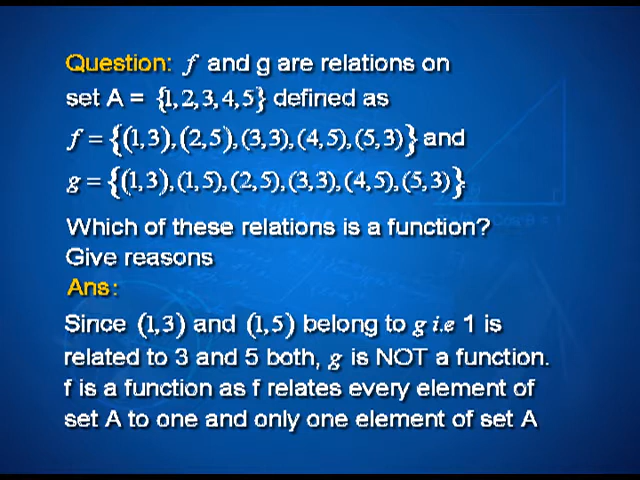 Question: f and g are relations on
set A = {1, 2, 3, 4, 5} defined as
f = {(1, 3), (2, 5), (3, 3), (4, 5), (5, 3)} and
g = {(1, 3), (1, 5), (2, 5), (3, 3), (4, 5), (5, 3)}
Which of these relations is a function?
Give reasons
Ans:
Since (1, 3) and (1, 5) belong to g i.e 1 is
related to 3 and 5 both, g is NOT a function.
f is a function as f relates every element of
set A to one and only one element of set A